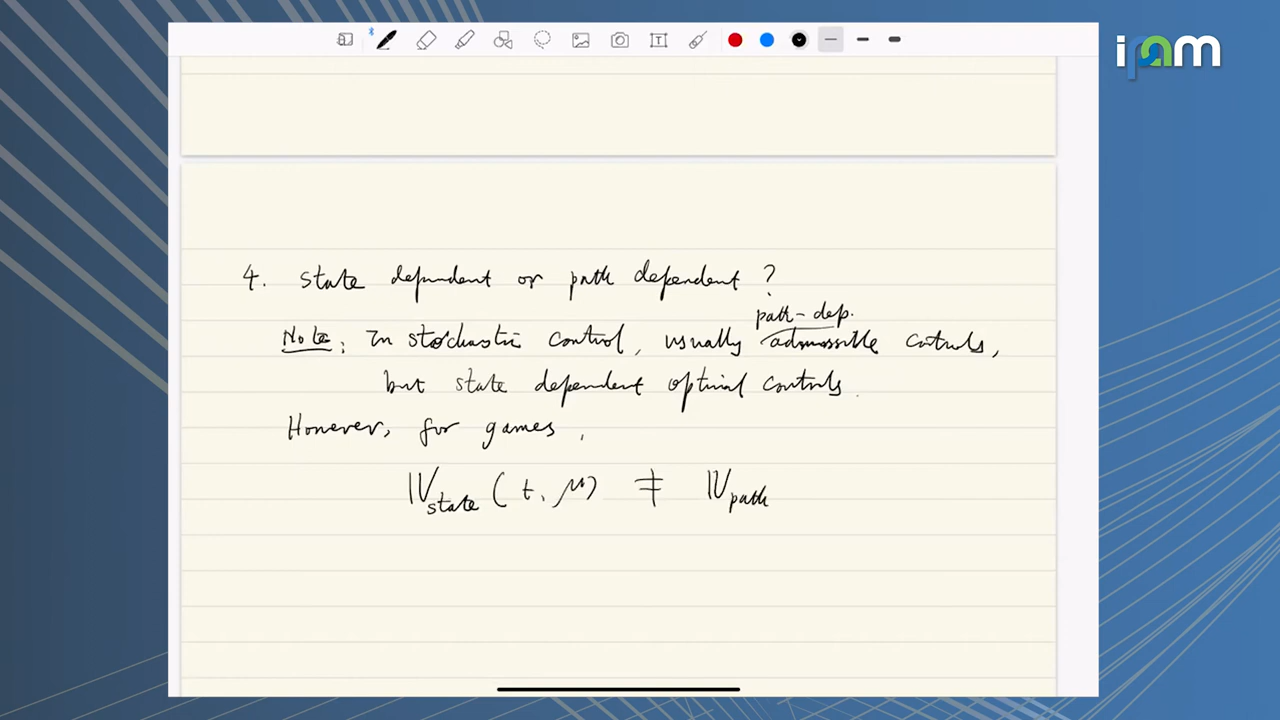 ipam
4. state dependent or path dependent ?
path-dep.
Note: In stochastic control, usually admissible controls,
but state dependent optimal controls.
However, for games,
𝕍state (t, μ) ≠ 𝕍path